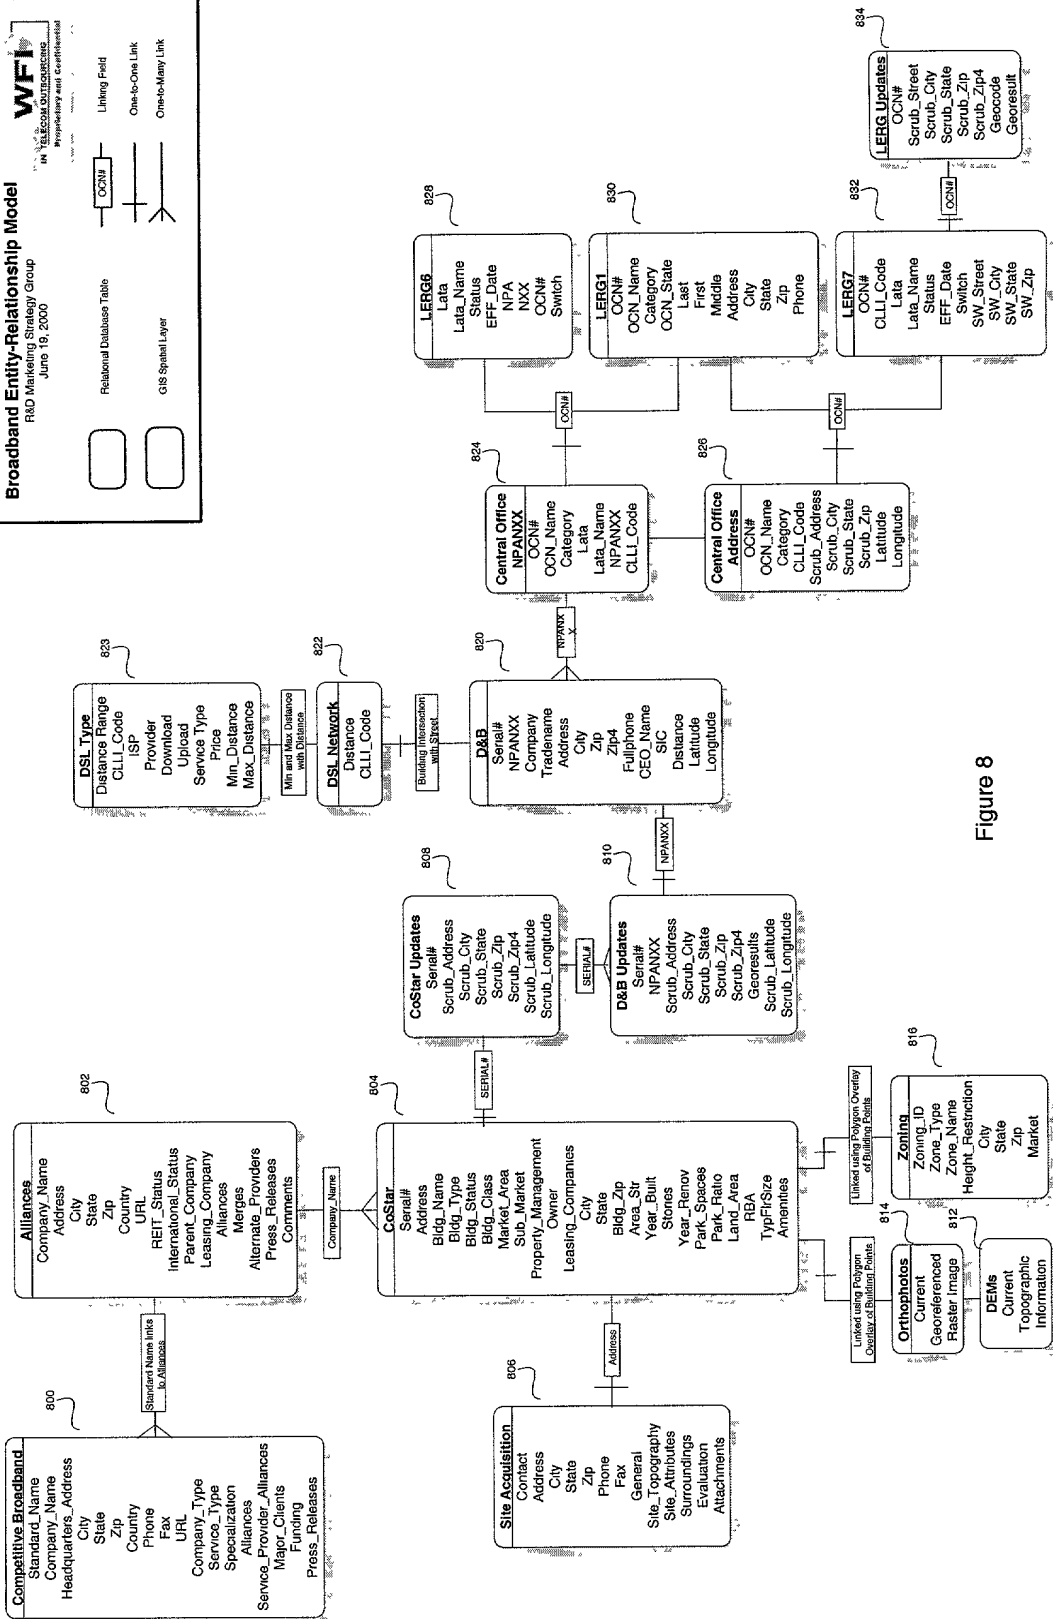 Broadband Entity-Relationship Model
R&D Marketing Strategy Group
June 19, 2000
WFI
IN TELECOM OUTSOURCING
Proprietary and Confidential
Relational Database Table
GIS Spatial Layer
OCN#
Linking Field
One-to-One Link
One-to-Many Link
Competitive Broadband
Standard_Name
Company_Name
Headquarters_Address
City
State
Zip
Country
Phone
Fax
URL
Company_Type
Service_Type
Specialization
Alliances
Service_Provider_Alliances
Major_Clients
Funding
Press_Releases
800
Standard Name links
to Alliances
Alliances
Company_Name
Address
City
State
Zip
Country
URL
REIT_Status
International_Status
Parent_Company
Leasing_Company
Alliances
Merges
Alternate_Providers
Press_Releases
Comments
802
Company_Name
Site Acquisition
Contact
Address
City
State
Zip
Phone
Fax
General
Site_Topography
Site_Attributes
Surroundings
Evaluation
Attachments
806
Address
CoStar
Serial#
Address
Bldg_Name
Bldg_Type
Bldg_Status
Bldg_Class
Market_Area
Sub_Market
Property_Management
Owner
Leasing_Companies
City
State
Bldg_Zip
Area_Str
Year_Built
Stories
Year_Renov
Park_Spaces
Park_Ratio
Land_Area
RBA
TypFlrSize
Amenities
804
Linked using Polygon
Overlay of Building Points
Orthophotos
Current
Georeferenced
Raster Image
814
DEMs
Current
Topographic
Information
812
Linked using Polygon Overlay
of Building Points
Zoning
Zoning_ID
Zone_Type
Zone_Name
Height_Restriction
City
State
Zip
Market
816
SERIAL#
CoStar Updates
Serial#
Scrub_Address
Scrub_City
Scrub_State
Scrub_Zip
Scrub_Zip4
Scrub_Latitude
Scrub_Longitude
808
SERIAL#
D&B Updates
Serial#
NPANXX
Scrub_Address
Scrub_City
Scrub_State
Scrub_Zip
Scrub_Zip4
Georesults
Scrub_Latitude
Scrub_Longitude
810
NPANXX
DSL Type
Distance Range
CLLI_Code
ISP
Provider
Download
Upload
Service Type
Price
Min_Distance
Max_Distance
823
Min and Max Distance
with Distance
DSL Network
Distance
CLLI_Code
822
Building Intersection
with Street
D&B
Serial#
NPANXX
Company
Tradename
Address
City
Zip
Zip4
Fullphone
CEO_Name
SIC
Distance
Latitude
Longitude
820
NPANX
X
Central Office
NPANXX
OCN#
OCN_Name
Category
Lata
Lata_Name
NPANXX
CLLI_Code
824
OCN#
Central Office
Address
OCN#
OCN_Name
Category
CLLI_Code
Scrub_Address
Scrub_City
Scrub_State
Scrub_Zip
Latitude
Longitude
826
OCN#
LERG6
Lata
Lata_Name
Status
EFF_Date
NPA
NXX
OCN#
Switch
828
LERG1
OCN#
OCN_Name
Category
OCN_State
Last
First
Middle
Address
City
State
Zip
Phone
830
LERG7
OCN#
CLLI_Code
Lata
Lata_Name
Status
EFF_Date
Switch
SW_Street
SW_City
SW_State
SW_Zip
832
OCN#
LERG Updates
OCN#
Scrub_Street
Scrub_City
Scrub_State
Scrub_Zip
Scrub_Zip4
Geocode
Georesult
834
Figure 8